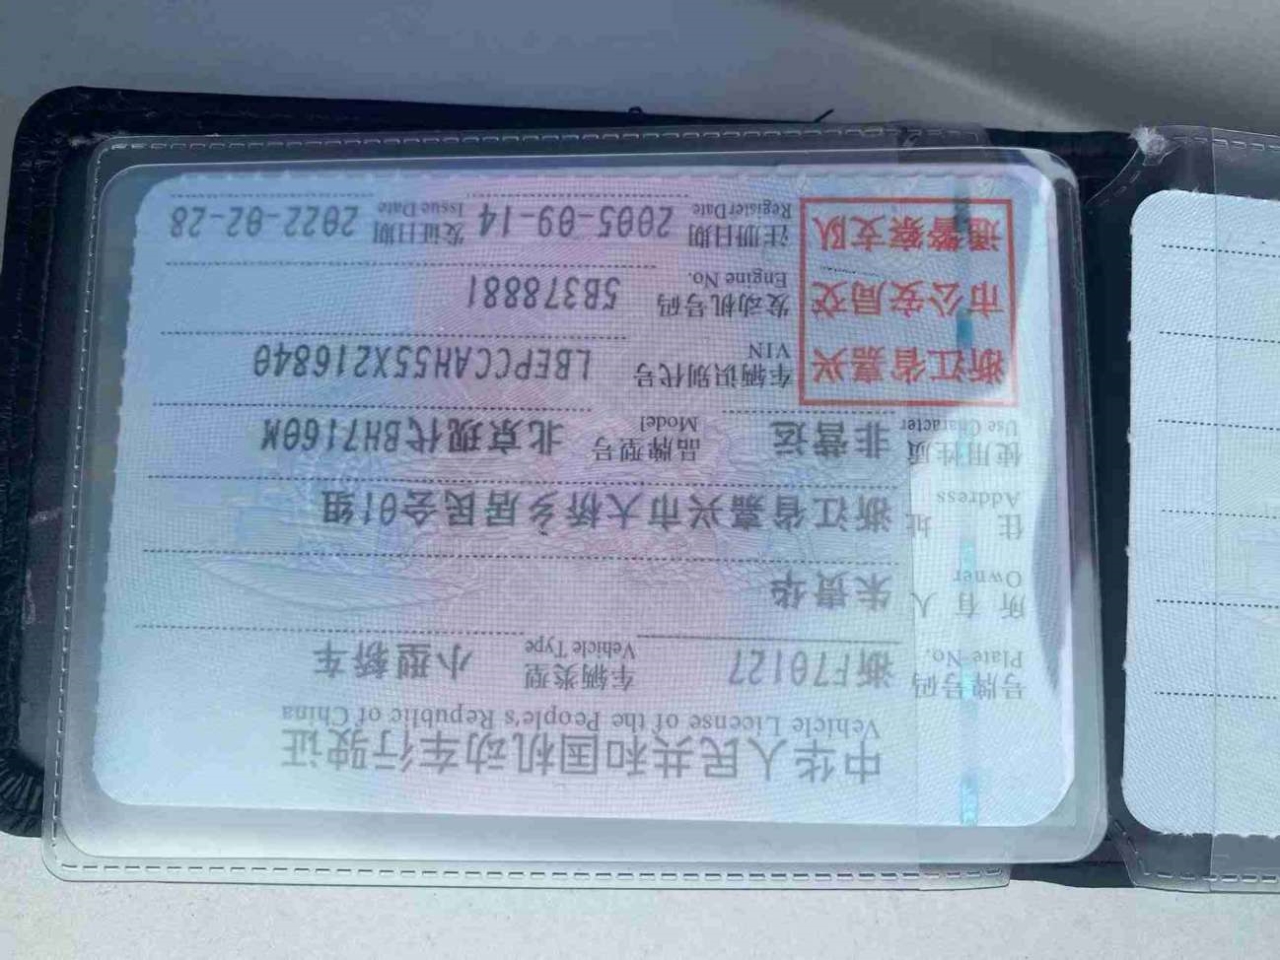 中华人民共和国机动车行驶证
Vehicle License of the People's Republic of China
号牌号码 浙F70127 车辆类型 小型轿车
Plate No. Vehicle Type
所有人 朱贡华
Owner
住址 浙江省嘉兴市大桥乡居民会01组
Address
使用性质 非营运 品牌型号 北京现代BH7160M
Use Character Model
浙江省嘉兴
市公安局交
通警察支队
车辆识别代号 LBEPCCAH55X216840
VIN
发动机号码 5B378881
Engine No.
注册日期 2005-09-14 发证日期 2022-02-28
Register Date Issue Date